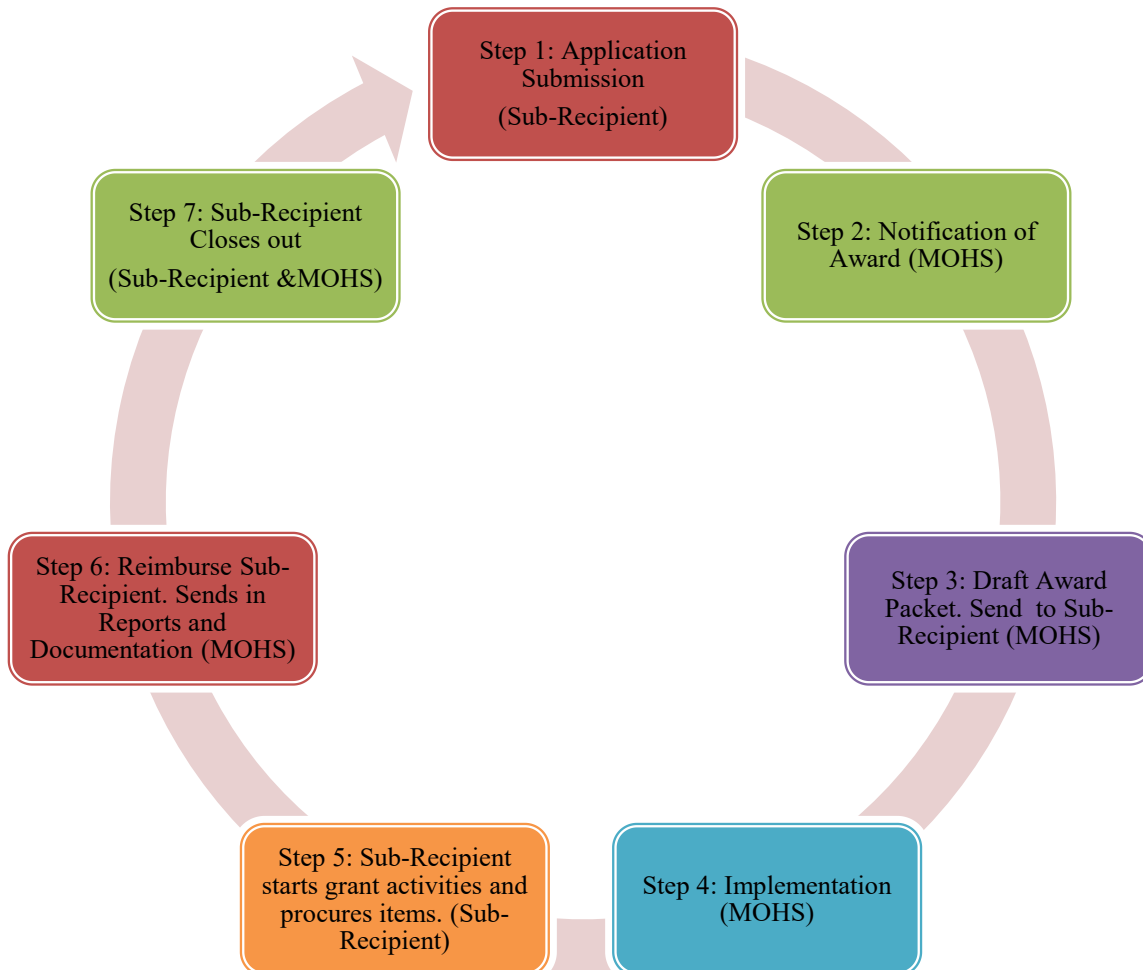 Step 1: Application
Submission
(Sub-Recipient)
Step 2: Notification of
Award (MOHS)
Step 3: Draft Award
Packet. Send  to Sub-
Recipient (MOHS)
Step 4: Implementation
(MOHS)
Step 5: Sub-Recipient
starts grant activities and
procures items. (Sub-
Recipient)
Step 6: Reimburse Sub-
Recipient. Sends in
Reports and
Documentation (MOHS)
Step 7: Sub-Recipient
Closes out
(Sub-Recipient &MOHS)